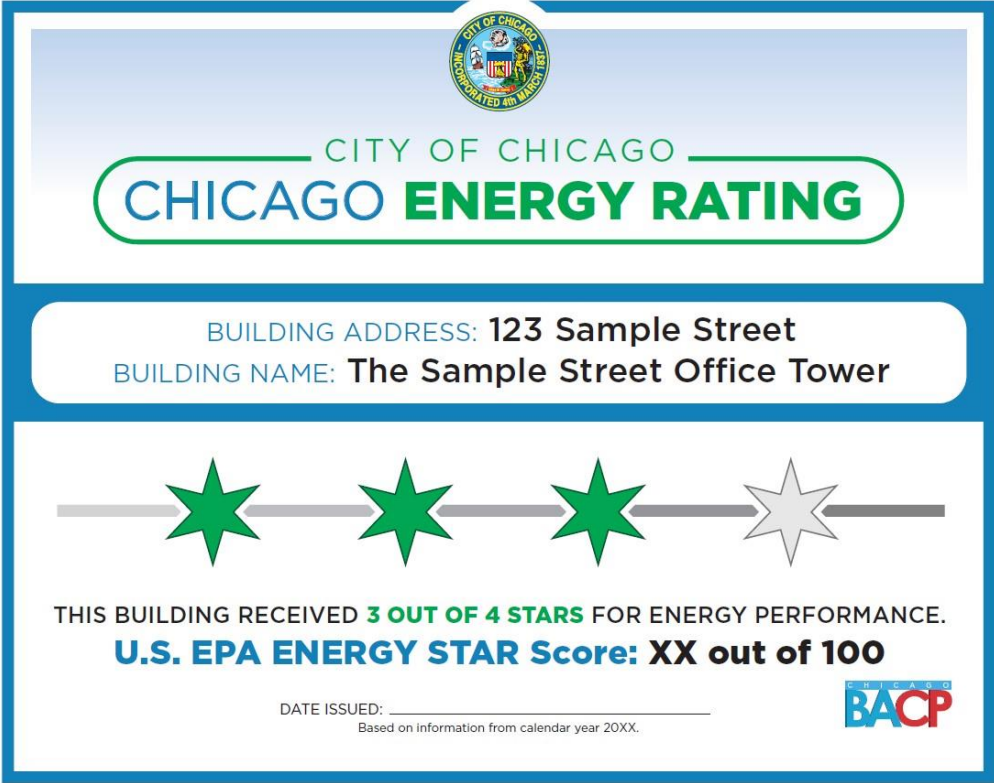 CITY OF CHICAGO
INCORPORATED 4th MARCH 1837
CITY OF CHICAGO
CHICAGO ENERGY RATING
BUILDING ADDRESS: 123 Sample Street
BUILDING NAME: The Sample Street Office Tower
THIS BUILDING RECEIVED 3 OUT OF 4 STARS FOR ENERGY PERFORMANCE.
U.S. EPA ENERGY STAR Score: XX out of 100
DATE ISSUED:
Based on information from calendar year 20XX.
CHICAGO
BACP